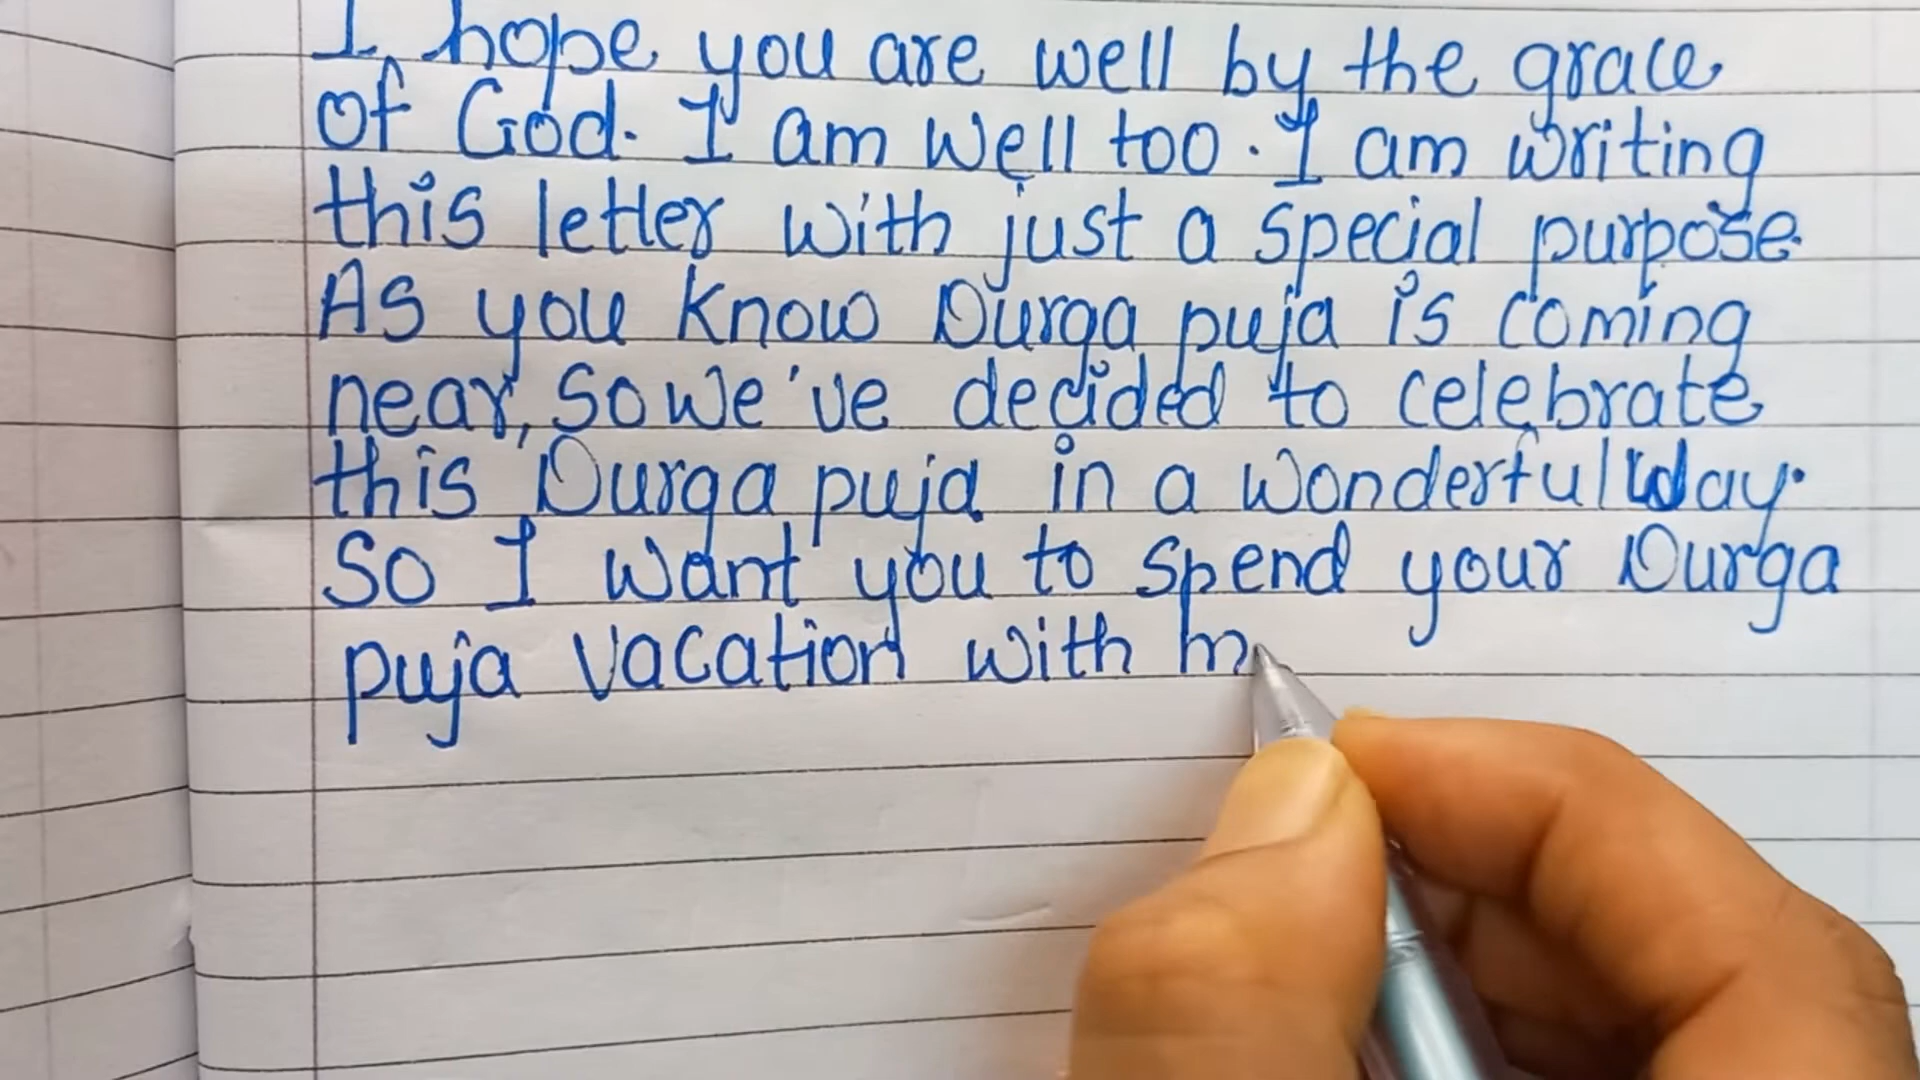 I hope you are well by the grace
of God. I am well too. I am writing
this letter with just a special purpose.
As you know Durga puja is coming
near, so we've decided to celebrate
this Durga puja in a wonderful day.
So I want you to spend your Durga
puja vacation with m